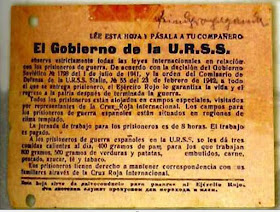 LÉE ESTA HOJA Y PÁSALA A TU COMPAÑERO
El Gobierno de la U.R.S.S.
observa estrictamente todas las leyes internacionales en relación
con los prisioneros de guerra. De acuerdo con la decisión del Gobierno
Soviético № 1798 del 1 de julio de 1941, y la orden del Comisario de
Defensa de la U.R.S.S. Stalin, № 55 del 23 de febrero de 1942, a todo
el que se entrega prisionero, el Ejército Rojo le garantiza la vida y el
regreso a la patria después de la guerra.
Todos los prisioneros están alojados en campos especiales, visitados
por representantes de la Cruz Roja Internacional. Los campos para
los prisioneros de guerra españoles están situados en regiones de
clima templado.
La jornada de trabajo para los prisioneros es de 8 horas. El trabajo
es pagado.
A los prisioneros de guerra españoles en la U.R.S.S. se les da tres
comidas calientes al día, 400 gramos de pan para los que trabajan,
gramos, 500 gramos de verduras y patatas, embutidos, carne,
pescado, azúcar, té y tabaco.
Los prisioneros tienen derecho a mantener correspondencia con sus
familiares através de la Cruz Roja Internacional.
Esta hoja sirve de salvoconducto para pasarse al Ejército Rojo.